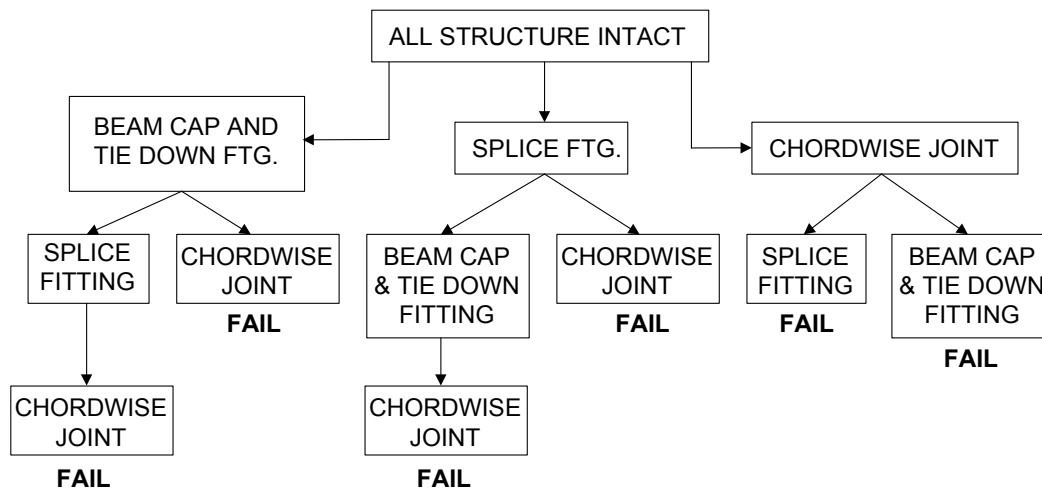 ALL STRUCTURE INTACT
BEAM CAP AND
TIE DOWN FTG.
SPLICE FTG.
CHORDWISE JOINT
SPLICE
FITTING
CHORDWISE
JOINT
FAIL
BEAM CAP
& TIE DOWN
FITTING
CHORDWISE
JOINT
FAIL
SPLICE
FITTING
FAIL
BEAM CAP
& TIE DOWN
FITTING
FAIL
CHORDWISE
JOINT
FAIL
CHORDWISE
JOINT
FAIL